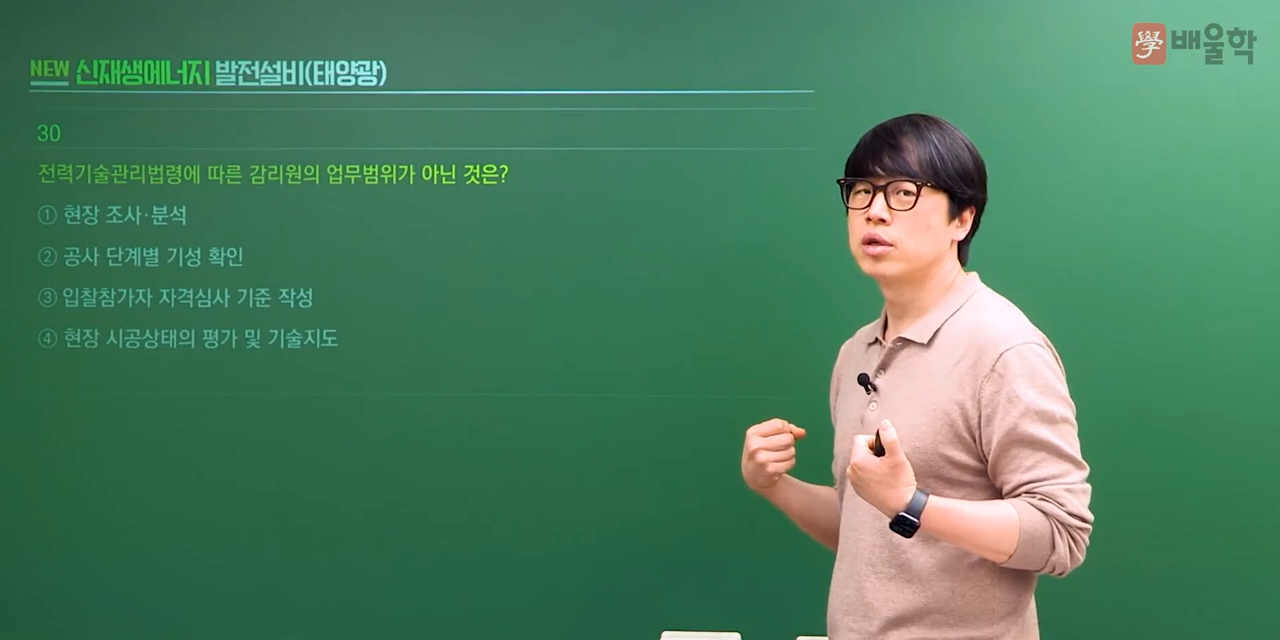 學 배울학
NEW 신재생에너지 발전설비(태양광)
30
전력기술관리법령에 따른 감리원의 업무범위가 아닌 것은?
① 현장 조사·분석
② 공사 단계별 기성 확인
③ 입찰참가자 자격심사 기준 작성
④ 현장 시공상태의 평가 및 기술지도